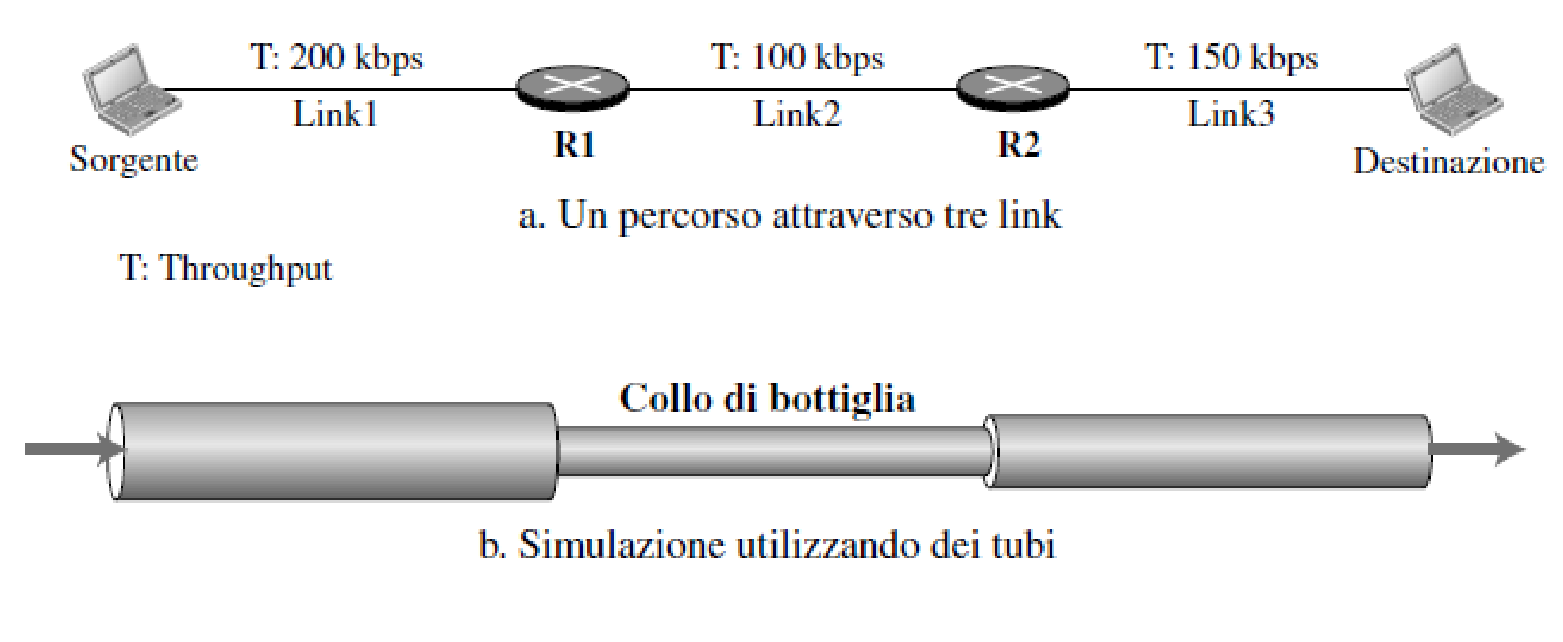 T: 200 kbps
T: 100 kbps
T: 150 kbps
Link1
Link2
Link3
R1
R2
Sorgente
Destinazione
a. Un percorso attraverso tre link
T: Throughput
Collo di bottiglia
b. Simulazione utilizzando dei tubi